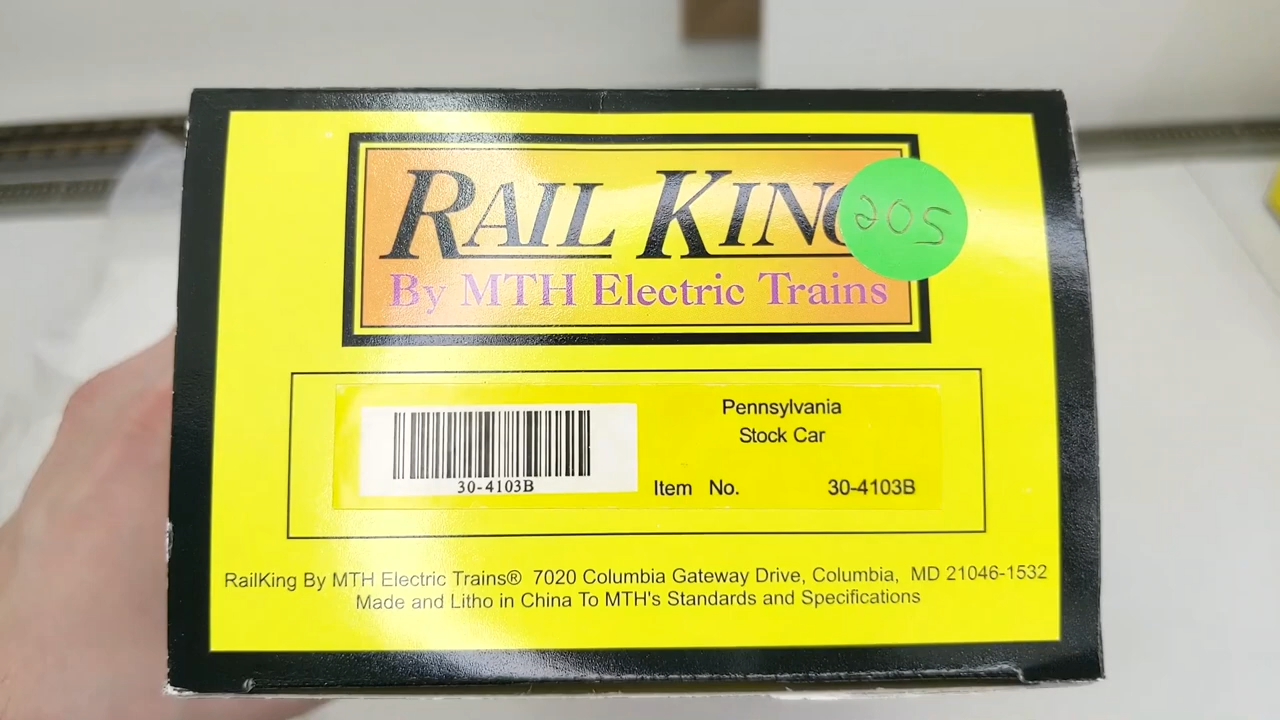 RAIL KING
205
By MTH Electric Trains
Pennsylvania
Stock Car
30-4103B
Item No. 30-4103B
RailKing By MTH Electric Trains® 7020 Columbia Gateway Drive, Columbia, MD 21046-1532
Made and Litho in China To MTH's Standards and Specifications